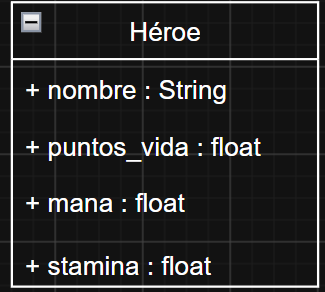 Héroe
+ nombre : String
+ puntos_vida : float
+ mana : float
+ stamina : float